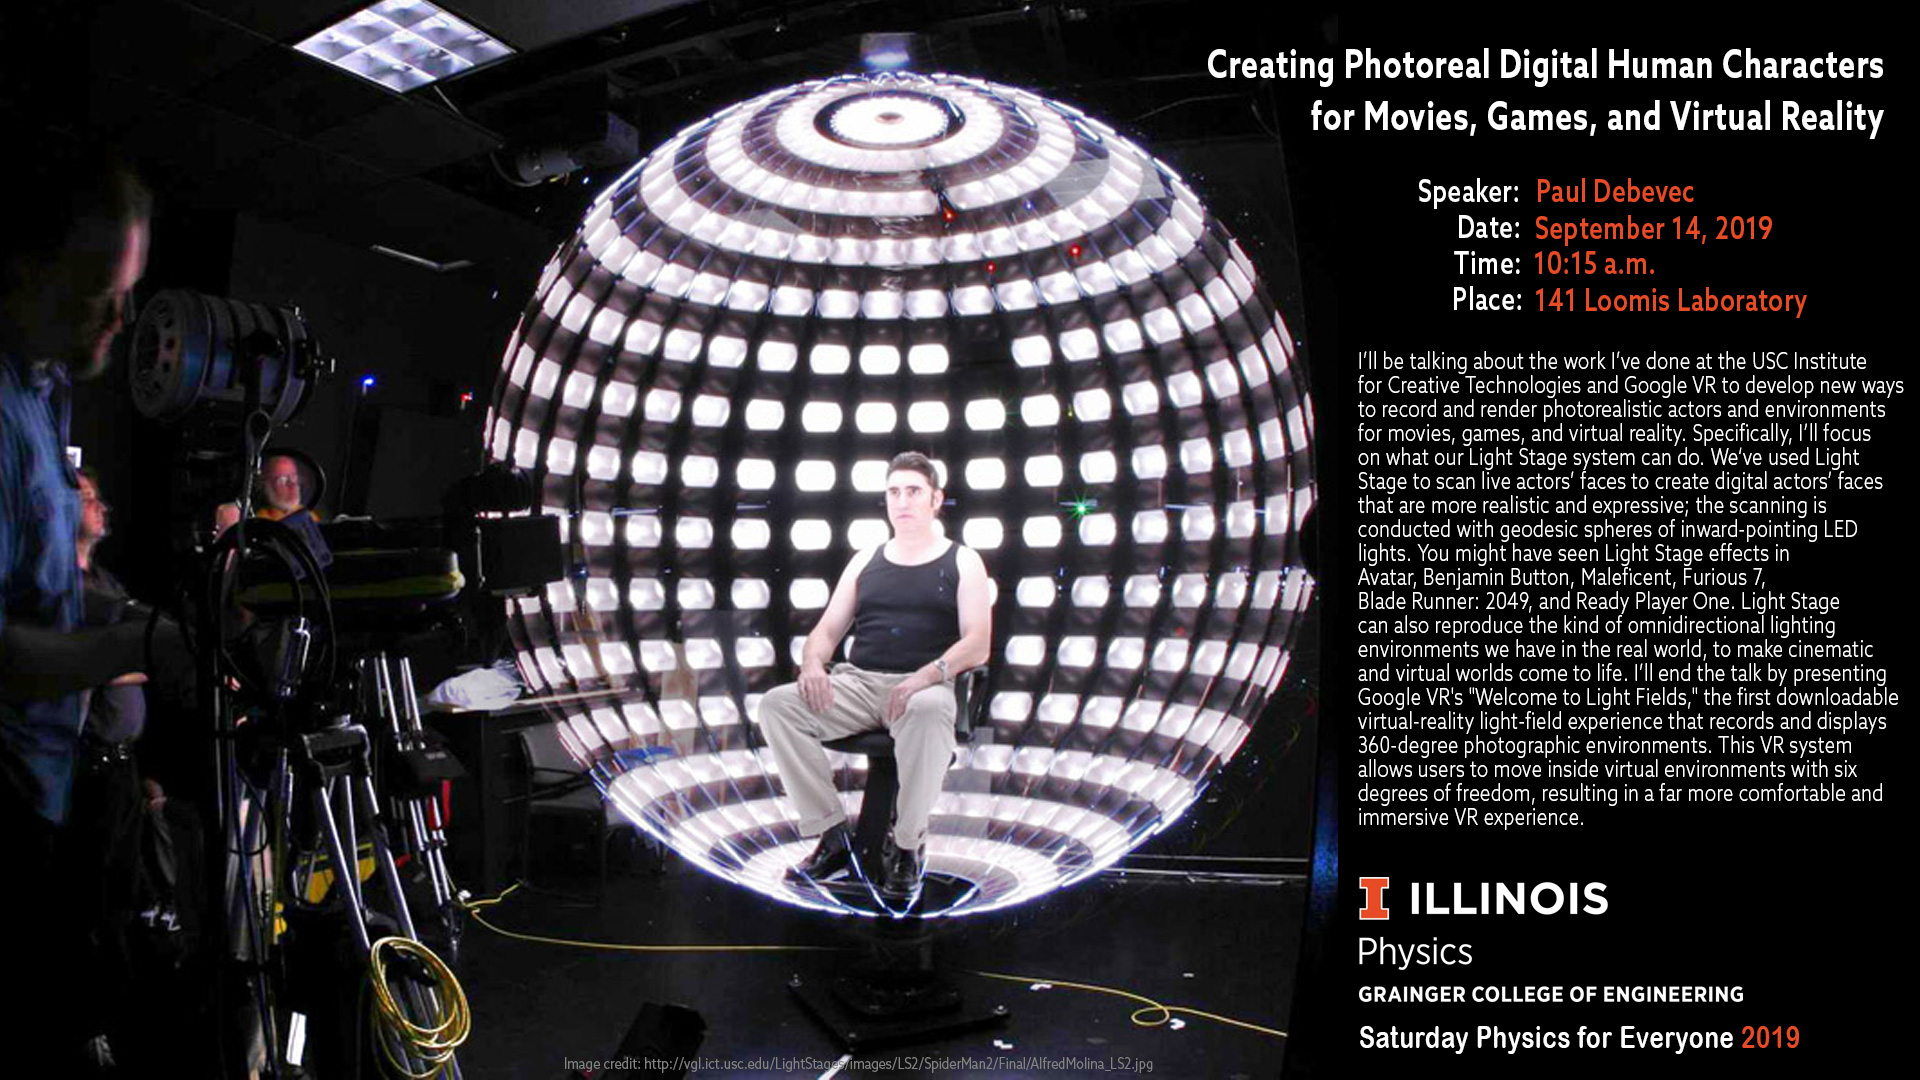 Creating Photoreal Digital Human Characters
for Movies, Games, and Virtual Reality
Speaker: Paul Debevec
Date: September 14, 2019
Time: 10:15 a.m.
Place: 141 Loomis Laboratory
I’ll be talking about the work I’ve done at the USC Institute
for Creative Technologies and Google VR to develop new ways
to record and render photorealistic actors and environments
for movies, games, and virtual reality. Specifically, I’ll focus
on what our Light Stage system can do. We’ve used Light
Stage to scan live actors’ faces to create digital actors’ faces
that are more realistic and expressive; the scanning is
conducted with geodesic spheres of inward-pointing LED
lights. You might have seen Light Stage effects in
Avatar, Benjamin Button, Maleficent, Furious 7,
Blade Runner: 2049, and Ready Player One. Light Stage
can also reproduce the kind of omnidirectional lighting
environments we have in the real world, to make cinematic
and virtual worlds come to life. I’ll end the talk by presenting
Google VR's "Welcome to Light Fields," the first downloadable
virtual-reality light-field experience that records and displays
360-degree photographic environments. This VR system
allows users to move inside virtual environments with six
degrees of freedom, resulting in a far more comfortable and
immersive VR experience.
I ILLINOIS
Physics
GRAINGER COLLEGE OF ENGINEERING
Saturday Physics for Everyone 2019
Image credit: http://vgl.ict.usc.edu/LightStages/images/LS2/SpiderMan2/Final/AlfredMolina_LS2.jpg